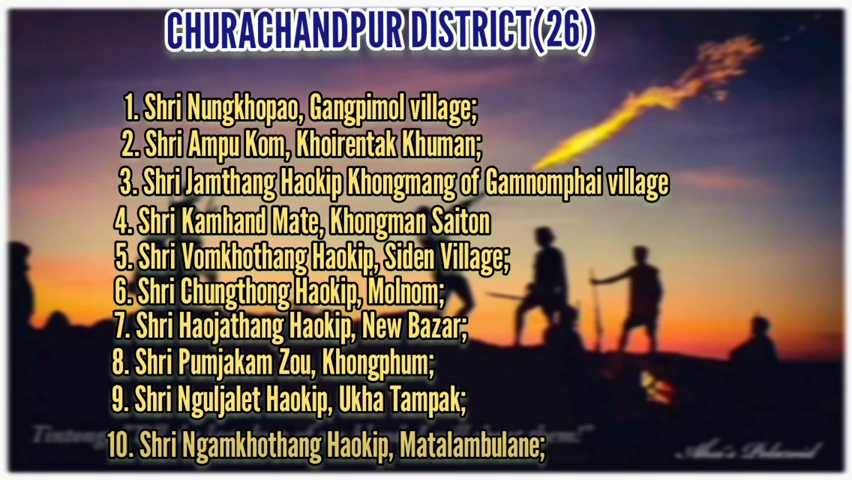 CHURACHANDPUR DISTRICT(26)
1. Shri Nungkhopao, Gangpimol village;
2. Shri Ampu Kom, Khoirentak Khuman;
3. Shri Jamthang Haokip Khongmang of Gamnomphai village
4. Shri Kamhand Mate, Khongman Saiton
5. Shri Vomkhothang Haokip, Siden Village;
6. Shri Chungthong Haokip, Molnom;
7. Shri Haojathang Haokip, New Bazar;
8. Shri Pumjakam Zou, Khongphum;
9. Shri Nguljalet Haokip, Ukha Tampak;
10. Shri Ngamkhothang Haokip, Matalambulane;